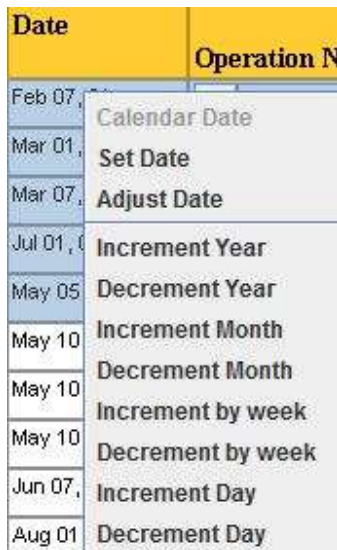 Date
Operation N
Feb 07,
Mar 01,
Mar 07,
Jul 01,
May 05
May 10
May 10
May 10
Jun 07,
Aug 01
Calendar Date
Set Date
Adjust Date
Increment Year
Decrement Year
Increment Month
Decrement Month
Increment by week
Decrement by week
Increment Day
Decrement Day